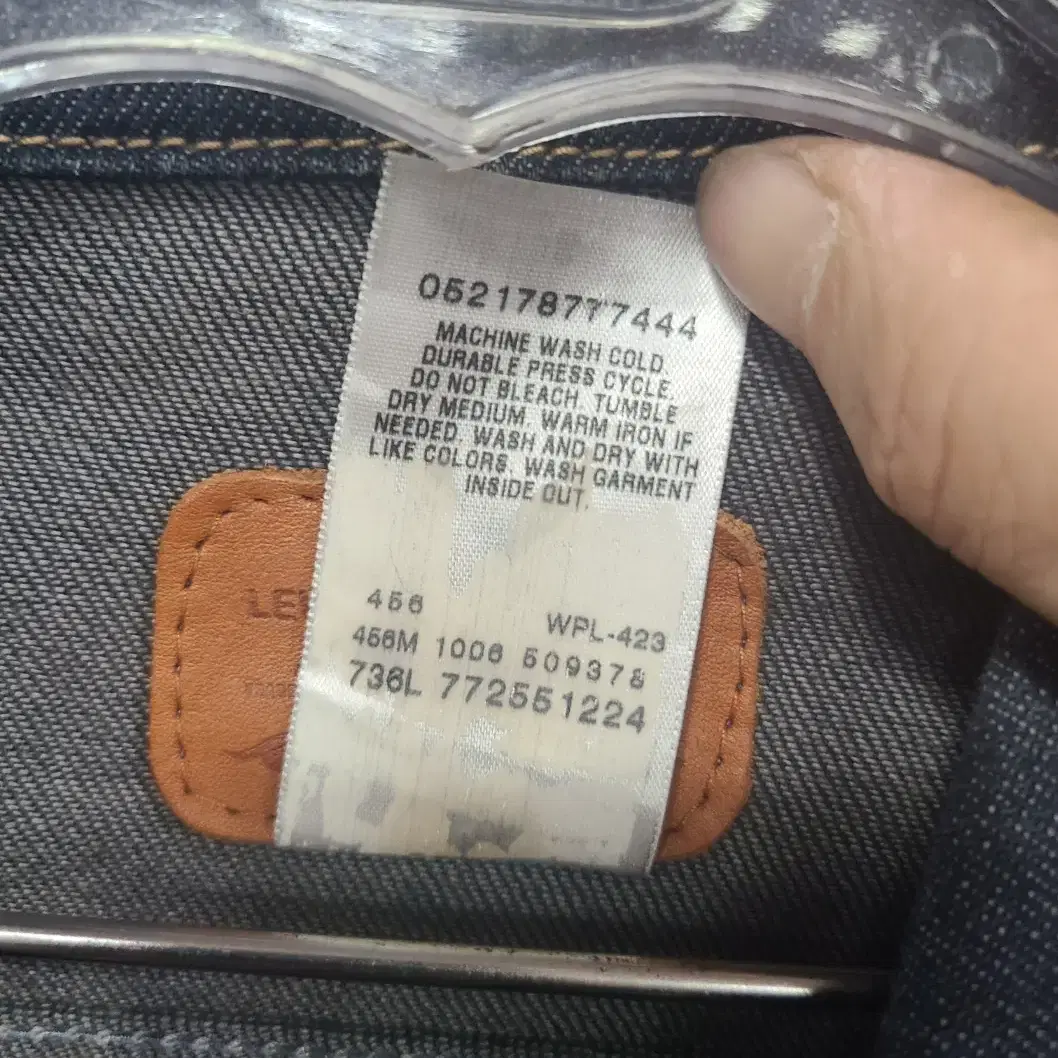 052178777444
MACHINE WASH COLD
DURABLE PRESS CYCLE.
DO NOT BLEACH. TUMBLE
DRY MEDIUM. WARM IRON IF
NEEDED. WASH AND DRY WITH
LIKE COLORS. WASH GARMENT
INSIDE OUT.
LE
456
WPL-423
456M 1006 509378
736L 772551224